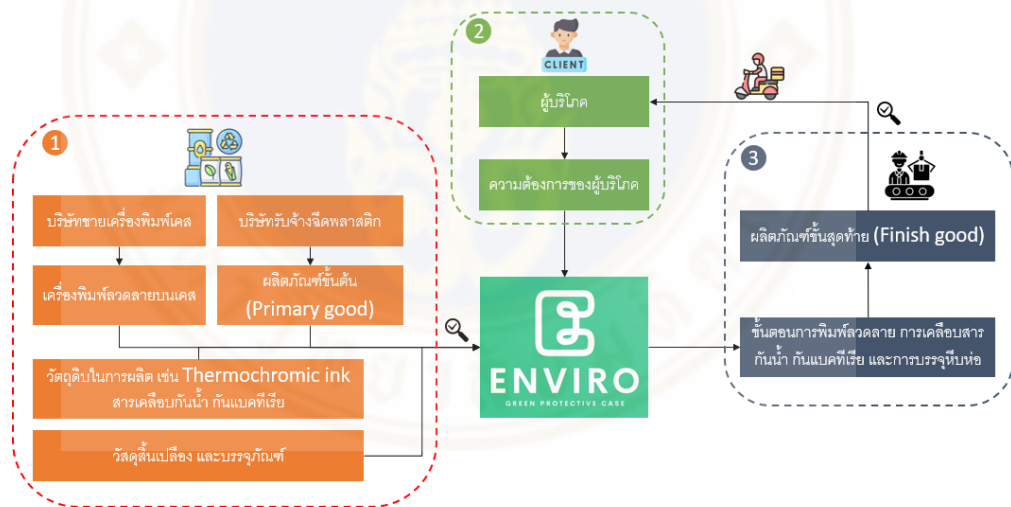 1
บริษัทขายเครื่องพิมพ์เคส
บริษัทรับจ้างฉีดพลาสติก
เครื่องพิมพ์ลวดลายบนเคส
ผลิตภัณฑ์ขั้นต้น
(Primary good)
วัตถุดิบในการผลิต เช่น Thermochromic ink
สารเคลือบกันน้ำ กันแบคทีเรีย
วัสดุสิ้นเปลือง และบรรจุภัณฑ์
2
CLIENT
ผู้บริโภค
ความต้องการของผู้บริโภค
ENVIRO
GREEN PROTECTIVE CASE
3
ผลิตภัณฑ์ขั้นสุดท้าย (Finish good)
ขั้นตอนการพิมพ์ลวดลาย การเคลือบสาร
กันน้ำ กันแบคทีเรีย และการบรรจุหีบห่อ